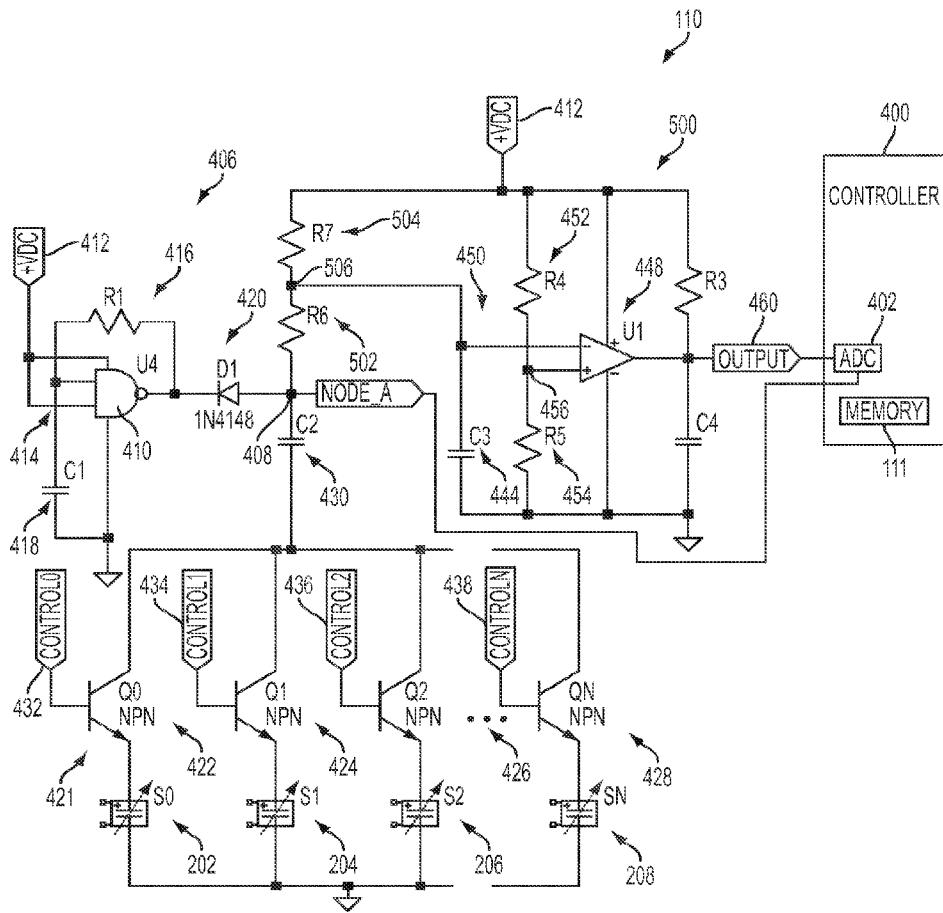 110
+VDC
412
500
400
CONTROLLER
406
+VDC
412
416
R1
R7
504
506
450
452
R4
448
R3
460
402
420
R6
502
U1
U4
D1
1N4148
NODE_A
OUTPUT
ADC
MEMORY
111
408
C2
430
456
C3
444
R5
454
C4
414
410
C1
418
CONTROL0
432
434
CONTROL1
436
CONTROL2
438
CONTROLN
Q0
NPN
Q1
NPN
Q2
NPN
QN
NPN
421
422
424
426
428
S0
S1
S2
SN
202
204
206
208